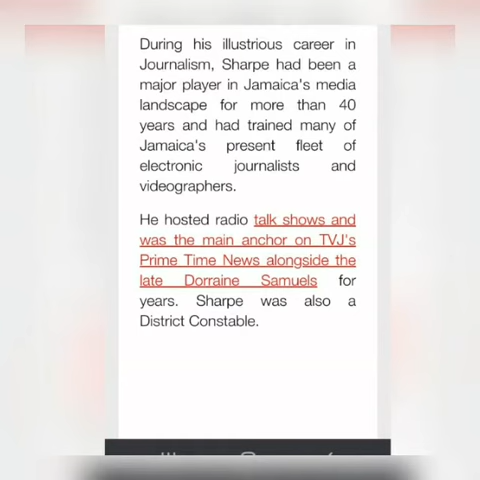 During his illustrious career in
Journalism, Sharpe had been a
major player in Jamaica's media
landscape for more than 40
years and had trained many of
Jamaica's present fleet of
electronic journalists and
videographers.
He hosted radio talk shows and
was the main anchor on TVJ's
Prime Time News alongside the
late Dorraine Samuels for
years. Sharpe was also a
District Constable.